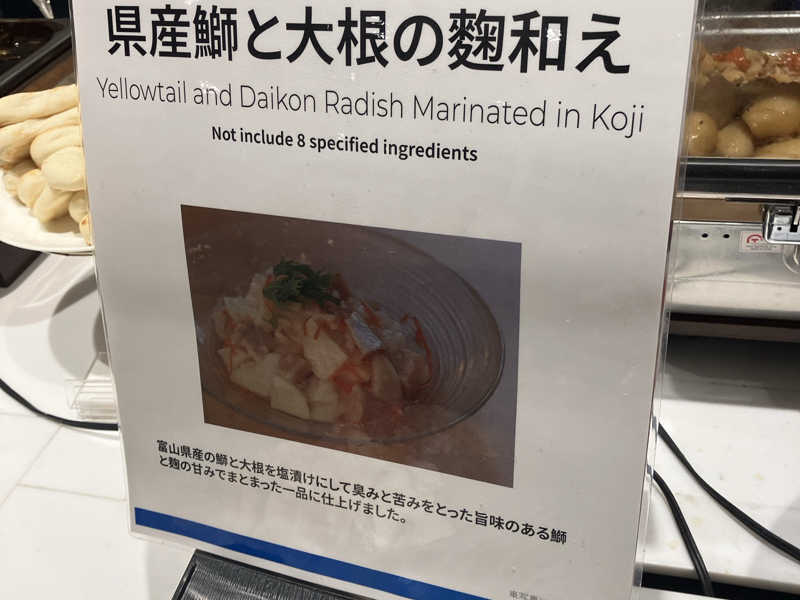 県産鰤と大根の麴和え
Yellowtail and Daikon Radish Marinated in Koji
Not include 8 specified ingredients
富山県産の鰤と大根を塩漬けにして臭みと苦みをとった旨味のある鰤
と麹の甘みでまとまった一品に仕上げました。